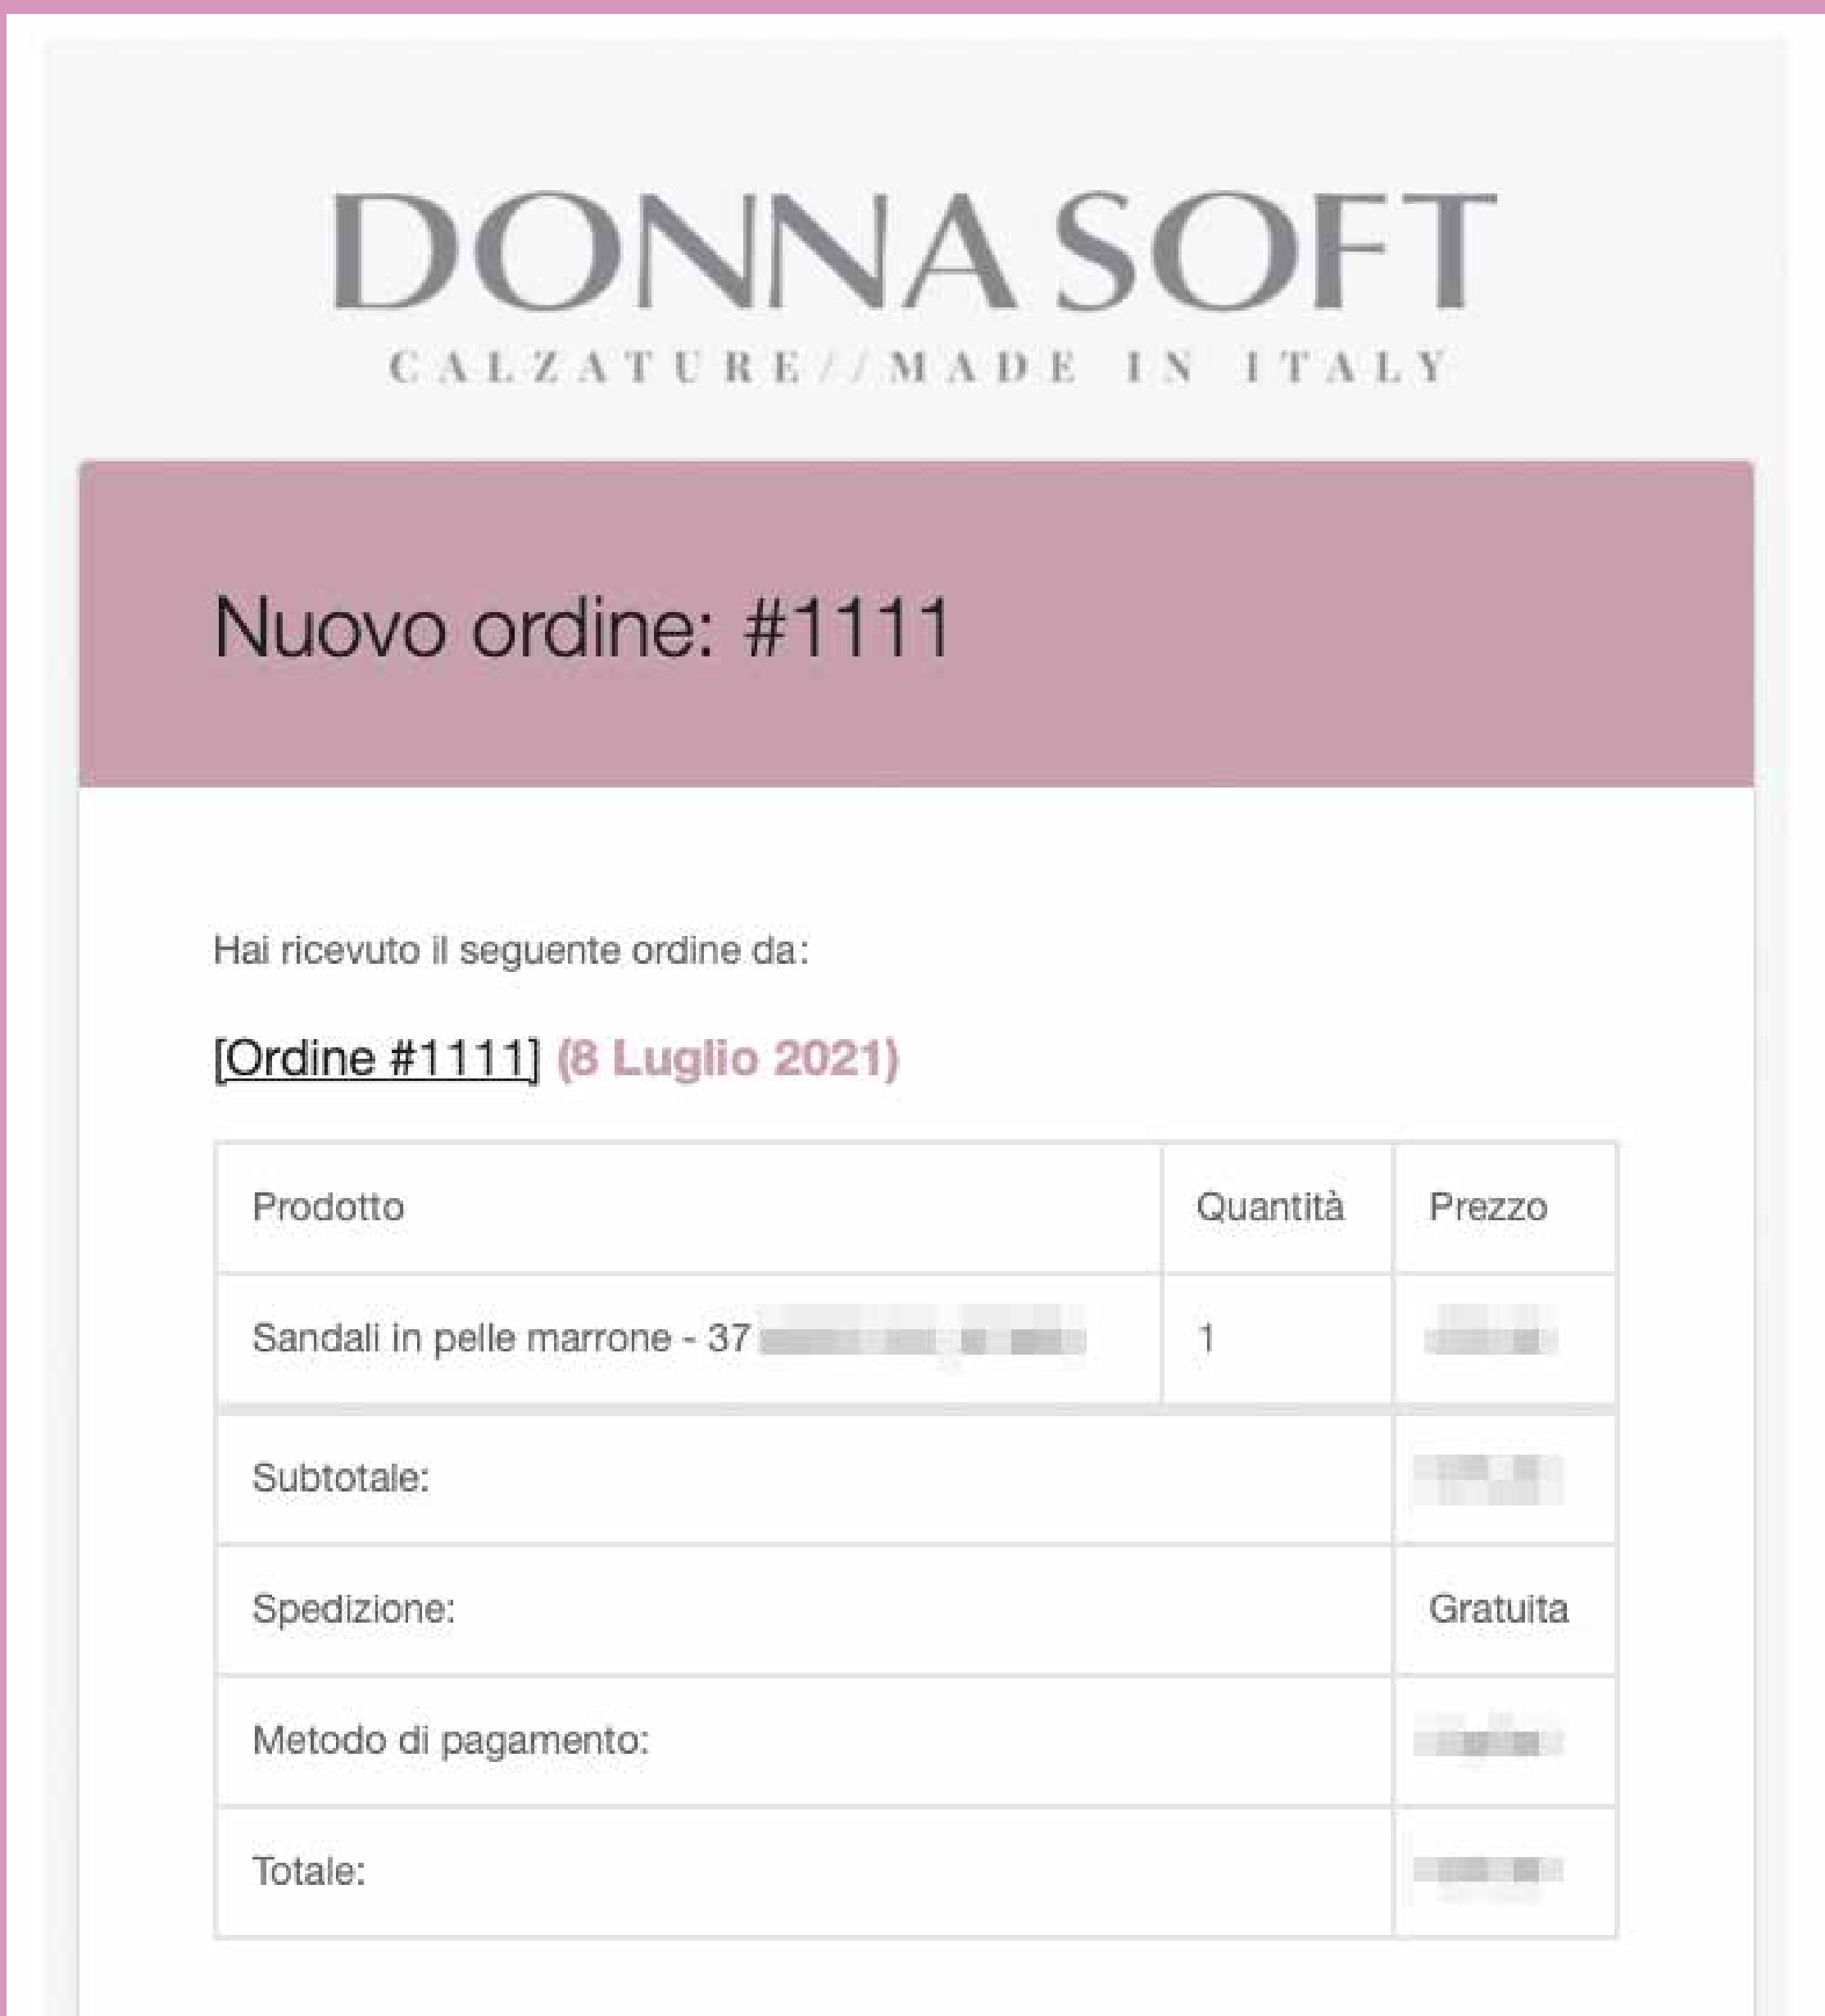 DONNA SOFT
CALZATURE//MADE IN ITALY
Nuovo ordine: #1111
Hai ricevuto il seguente ordine da:
[Ordine #1111] (8 Luglio 2021)
Prodotto Quantità Prezzo
Sandali in pelle marrone - 37 1
Subtotale:
Spedizione: Gratuita
Metodo di pagamento:
Totale: